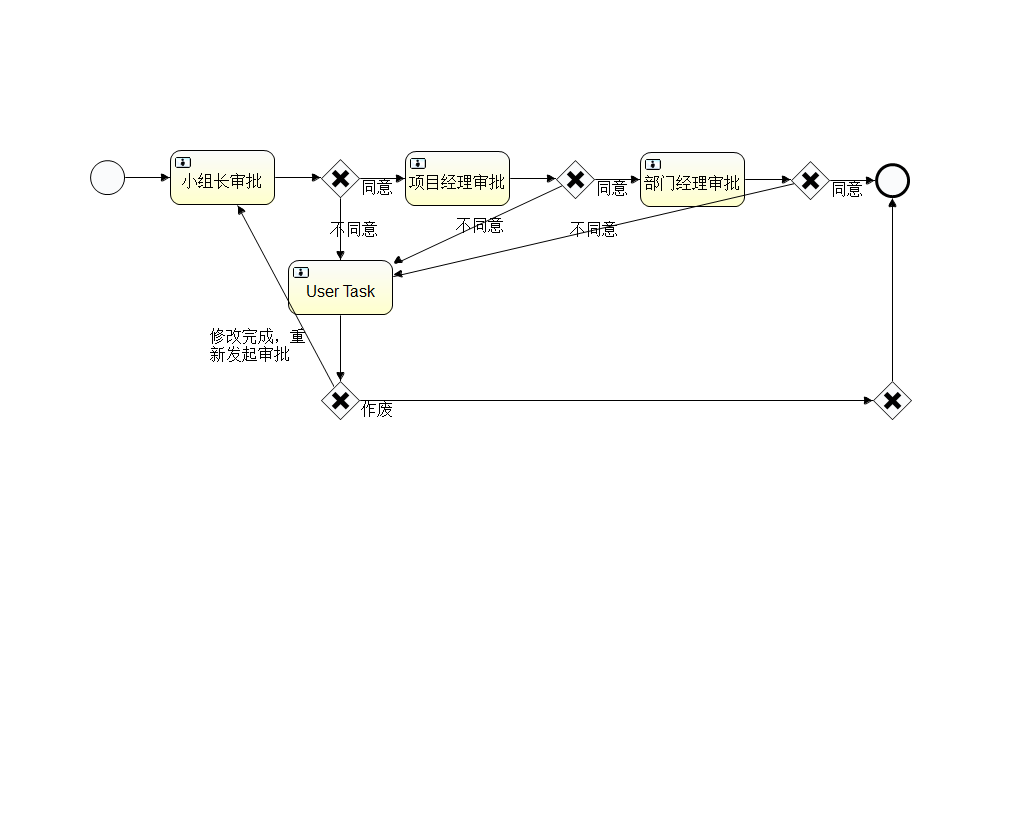 小组长审批
同意
项目经理审批
同意
部门经理审批
同意
不同意
不同意
不同意
User Task
修改完成，重
新发起审批
作废